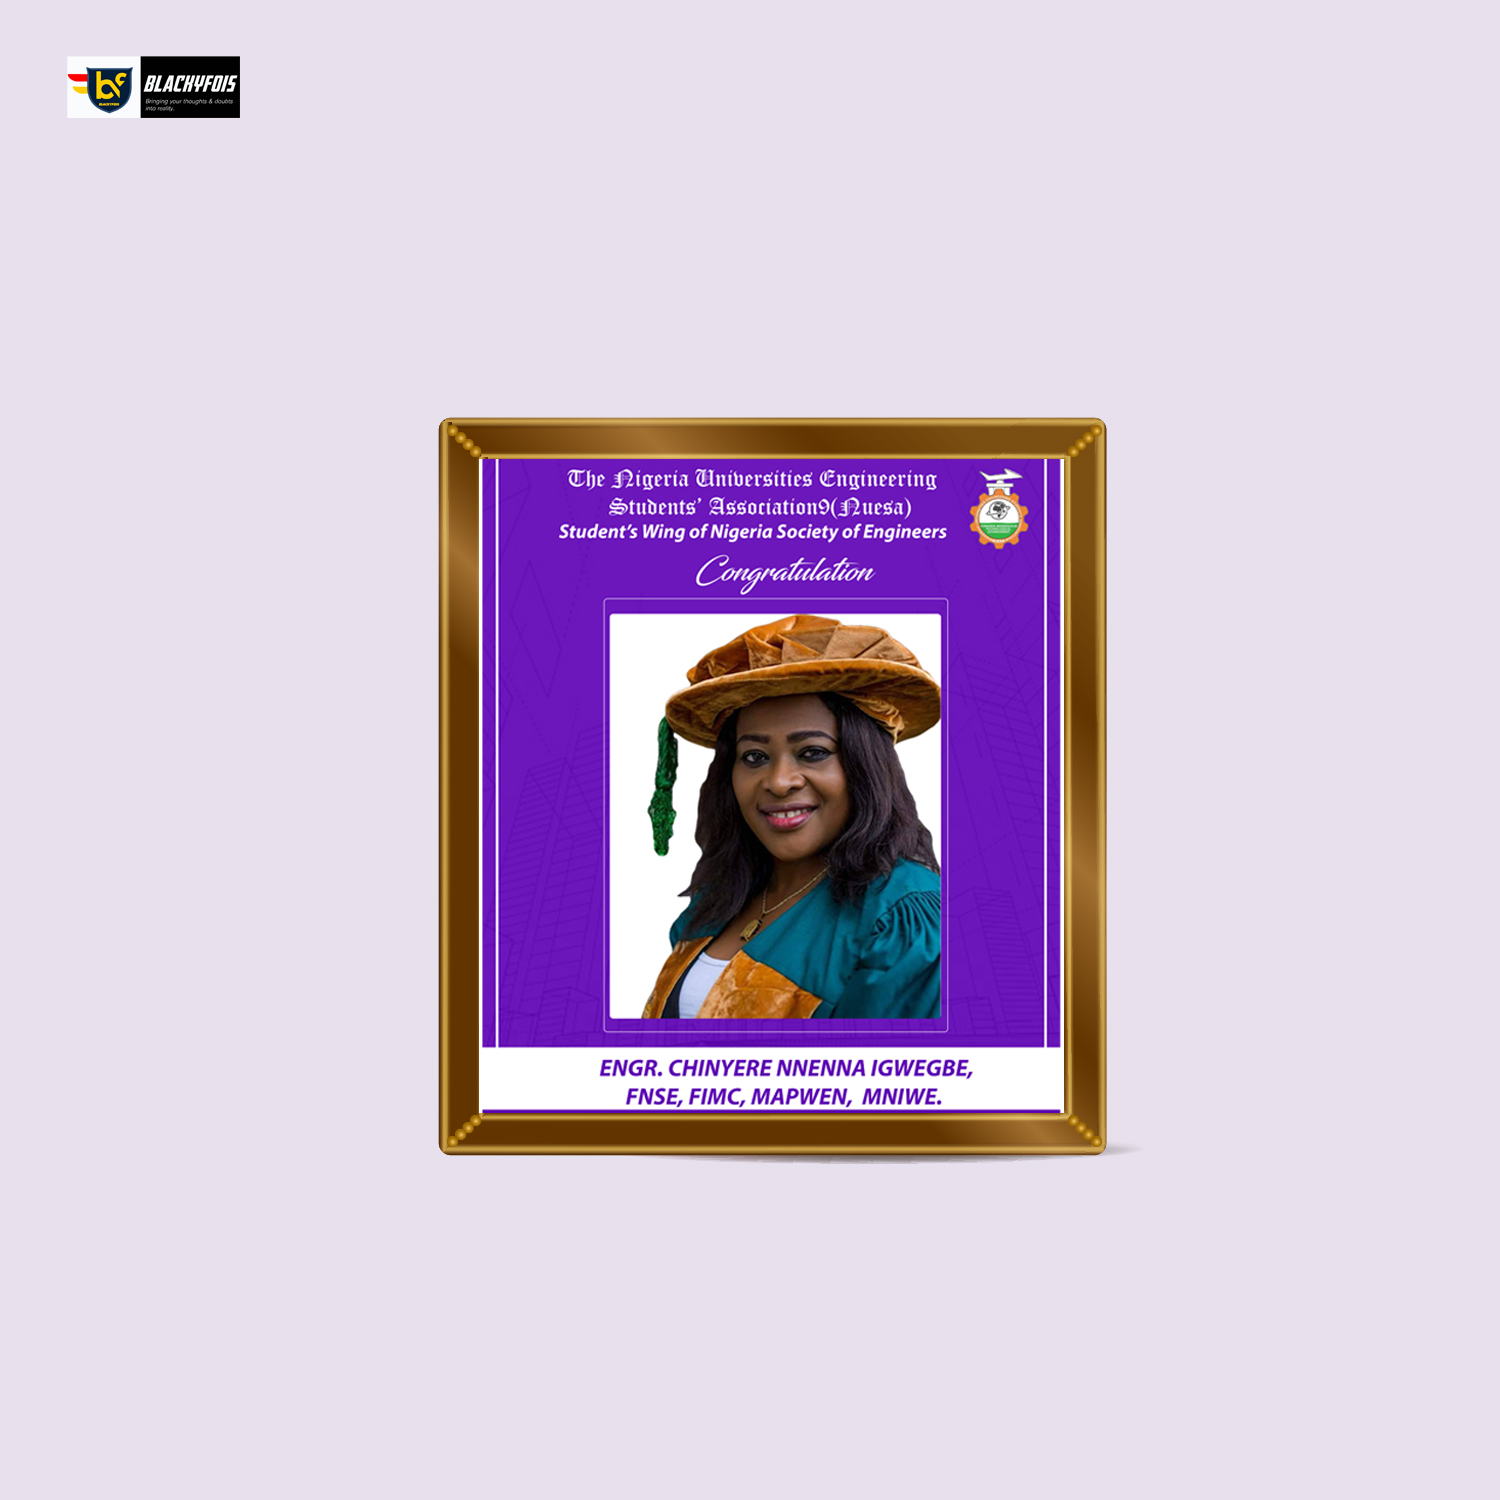 BLACKYFOIS
Bringing your thoughts & doubts
into reality.
The Nigeria Universities Engineering
Students' Association9(Nuesa)
Student's Wing of Nigeria Society of Engineers
Congratulation
ENGR. CHINYERE NNENNA IGWEGBE,
FNSE, FIMC, MAPWEN, MNIWE.